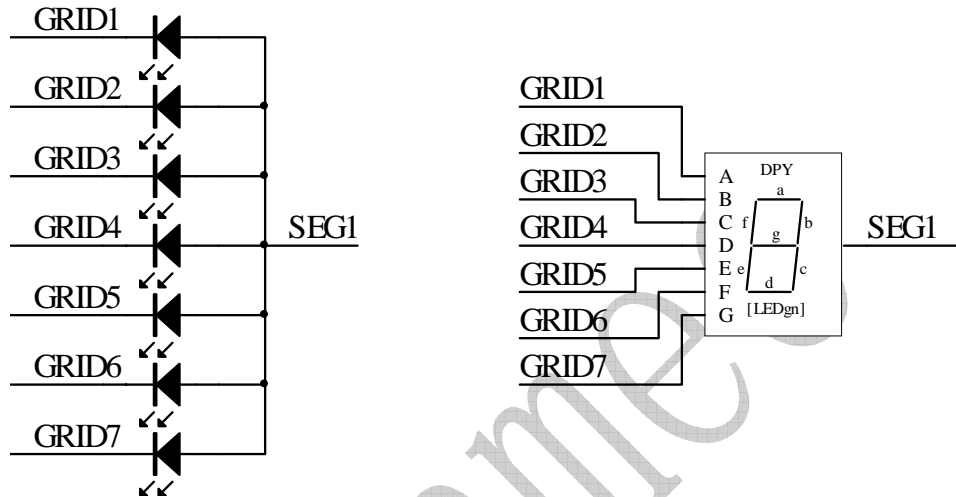 GRID1
GRID2
GRID3
GRID4
GRID5
GRID6
GRID7
SEG1
GRID1
GRID2
GRID3
GRID4
GRID5
GRID6
GRID7
A
B
C
D
E
F
G
DPY
a
f
b
g
e
c
d
[LEDgn]
SEG1